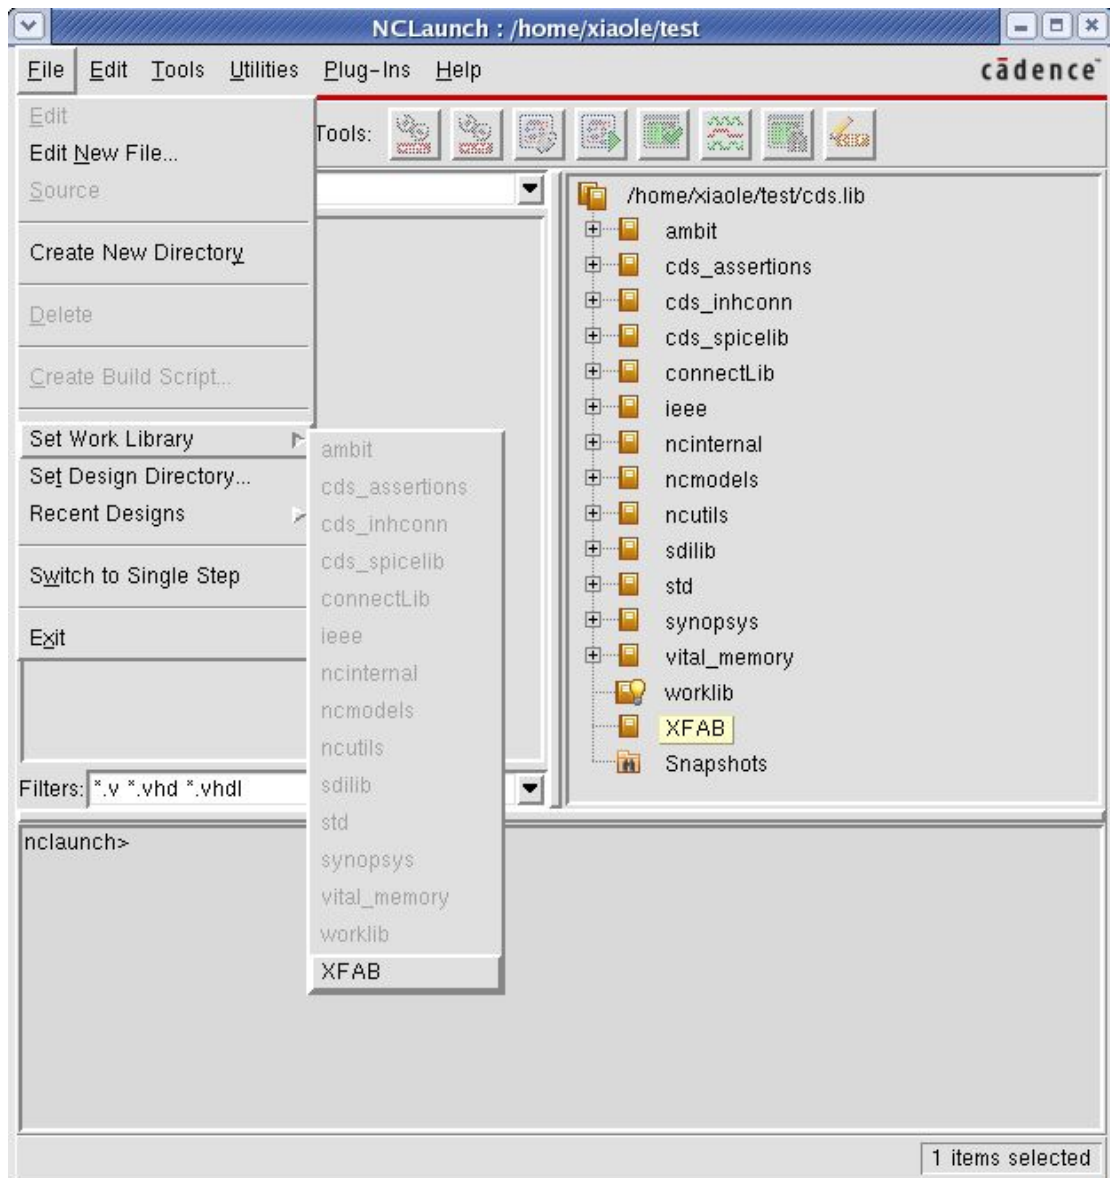 NCLaunch : /home/xiaole/test
File Edit Tools Utilities Plug-Ins Help
cādence™
Edit
Edit New File...
Source
Create New Directory
Delete
Create Build Script...
Set Work Library
Set Design Directory...
Recent Designs
Switch to Single Step
Exit
Tools:
ambit
cds_assertions
cds_inhconn
cds_spicelib
connectLib
ieee
ncinternal
ncmodels
ncutils
sdilib
std
synopsys
vital_memory
worklib
XFAB
/home/xiaole/test/cds.lib
ambit
cds_assertions
cds_inhconn
cds_spicelib
connectLib
ieee
ncinternal
ncmodels
ncutils
sdilib
std
synopsys
vital_memory
worklib
XFAB
Snapshots
Filters: *.v *.vhd *.vhdl
nclaunch>
1 items selected